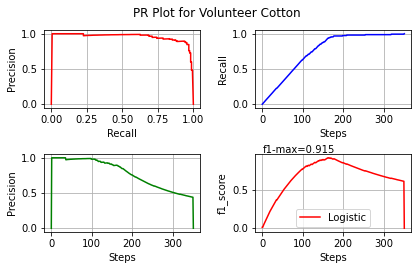 PR Plot for Volunteer Cotton
Precision
1.0
0.5
0.0
0.00 0.25 0.50 0.75 1.00
Recall
Recall
1.0
0.5
0.0
0 100 200 300
Steps
Precision
1.0
0.5
0.0
0 100 200 300
Steps
f1-max=0.915
f1_score
0.5
0.0
Logistic
0 100 200 300
Steps